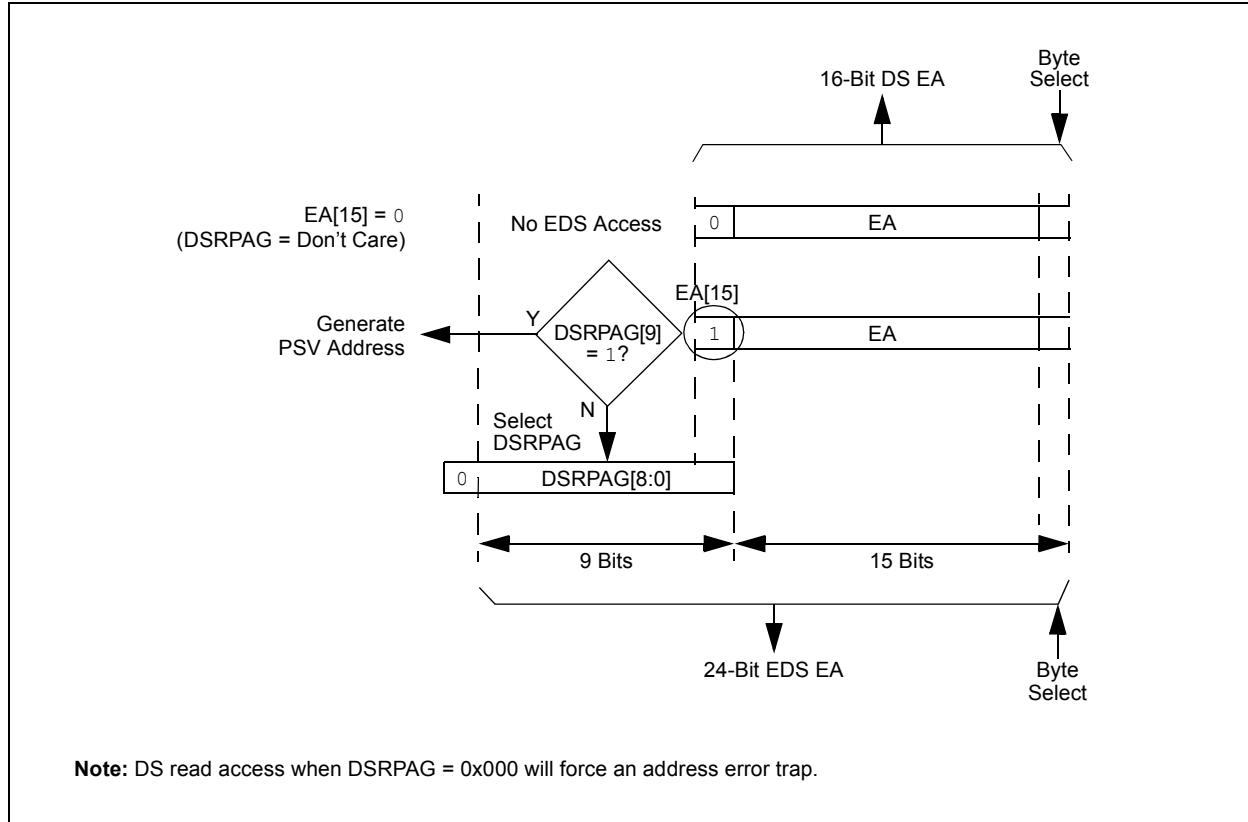 16-Bit DS EA
Byte
Select
EA[15] = 0
(DSRPAG = Don't Care)
No EDS Access
0
EA
EA[15]
Generate
PSV Address
Y
DSRPAG[9]
= 1?
1
EA
N
Select
DSRPAG
0
DSRPAG[8:0]
9 Bits
15 Bits
24-Bit EDS EA
Byte
Select
Note: DS read access when DSRPAG = 0x000 will force an address error trap.